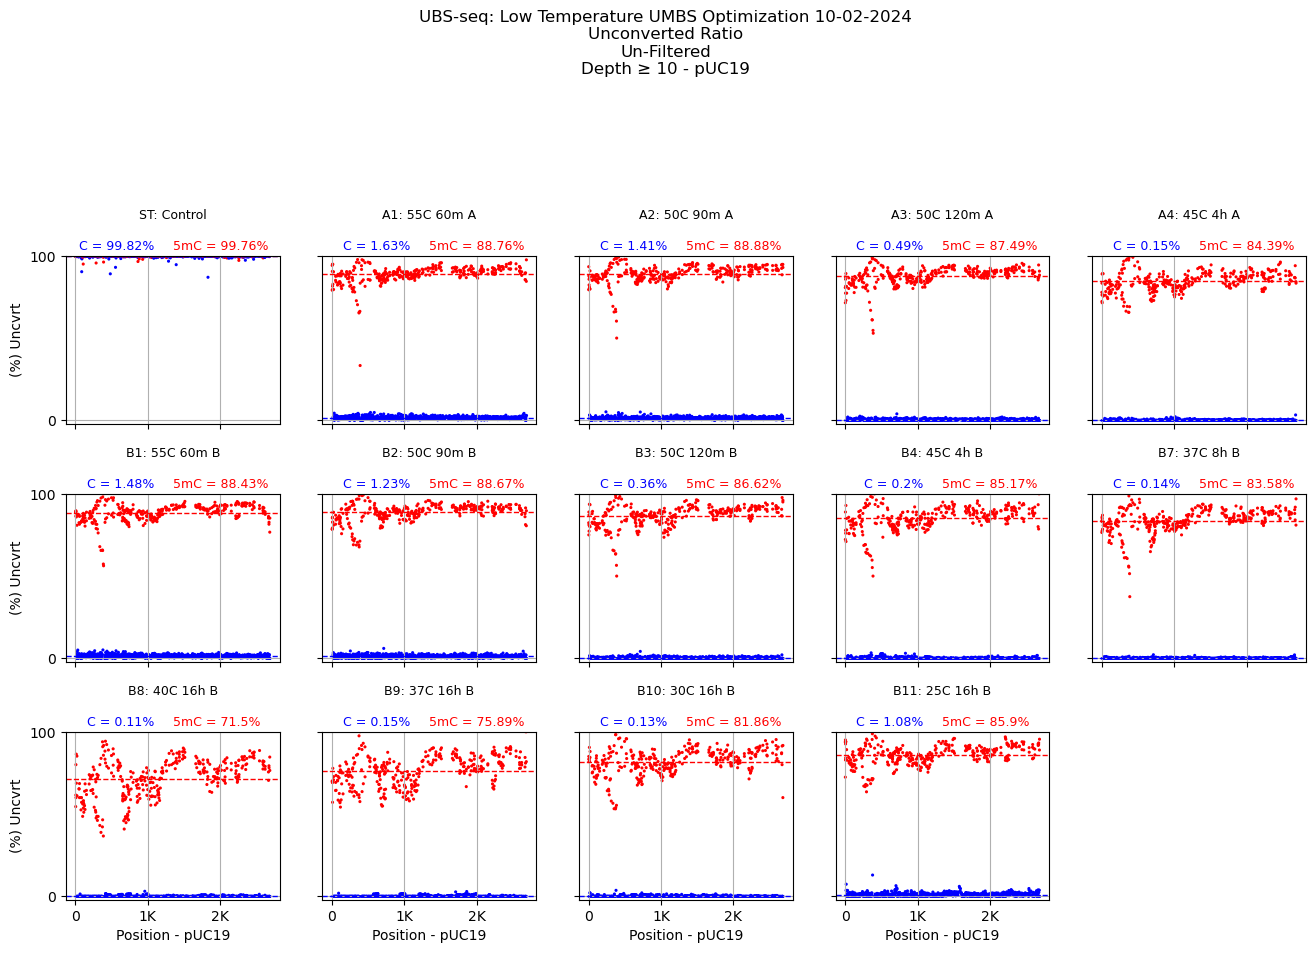 UBS-seq: Low Temperature UMBS Optimization 10-02-2024
Unconverted Ratio
Un-Filtered
Depth ≥ 10 - pUC19
ST: Control
C = 99.82% 5mC = 99.76%
A1: 55C 60m A
C = 1.63% 5mC = 88.76%
A2: 50C 90m A
C = 1.41% 5mC = 88.88%
A3: 50C 120m A
C = 0.49% 5mC = 87.49%
A4: 45C 4h A
C = 0.15% 5mC = 84.39%
100
0
(%) Uncvrt
B1: 55C 60m B
C = 1.48% 5mC = 88.43%
B2: 50C 90m B
C = 1.23% 5mC = 88.67%
B3: 50C 120m B
C = 0.36% 5mC = 86.62%
B4: 45C 4h B
C = 0.2% 5mC = 85.17%
B7: 37C 8h B
C = 0.14% 5mC = 83.58%
100
0
(%) Uncvrt
B8: 40C 16h B
C = 0.11% 5mC = 71.5%
B9: 37C 16h B
C = 0.15% 5mC = 75.89%
B10: 30C 16h B
C = 0.13% 5mC = 81.86%
B11: 25C 16h B
C = 1.08% 5mC = 85.9%
100
0
(%) Uncvrt
0 1K 2K
Position - pUC19
0 1K 2K
Position - pUC19
0 1K 2K
Position - pUC19
0 1K 2K
Position - pUC19